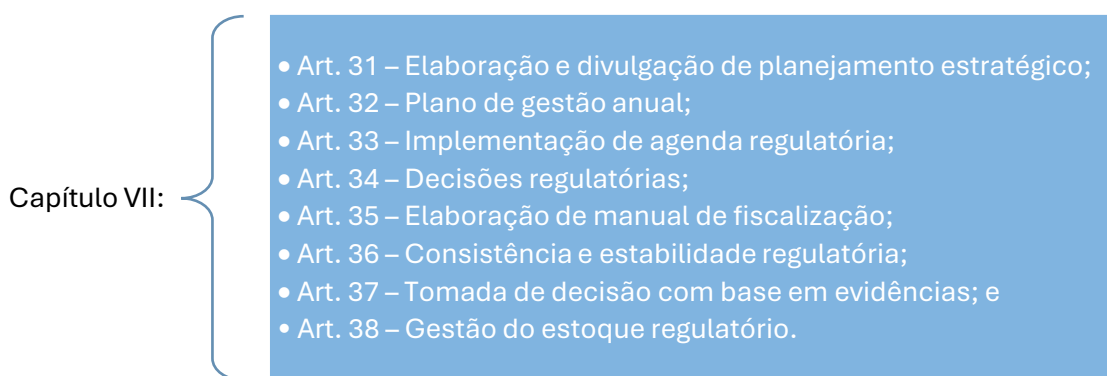 Capítulo VII:
• Art. 31 – Elaboração e divulgação de planejamento estratégico;
• Art. 32 – Plano de gestão anual;
• Art. 33 – Implementação de agenda regulatória;
• Art. 34 – Decisões regulatórias;
• Art. 35 – Elaboração de manual de fiscalização;
• Art. 36 – Consistência e estabilidade regulatória;
• Art. 37 – Tomada de decisão com base em evidências; e
• Art. 38 – Gestão do estoque regulatório.